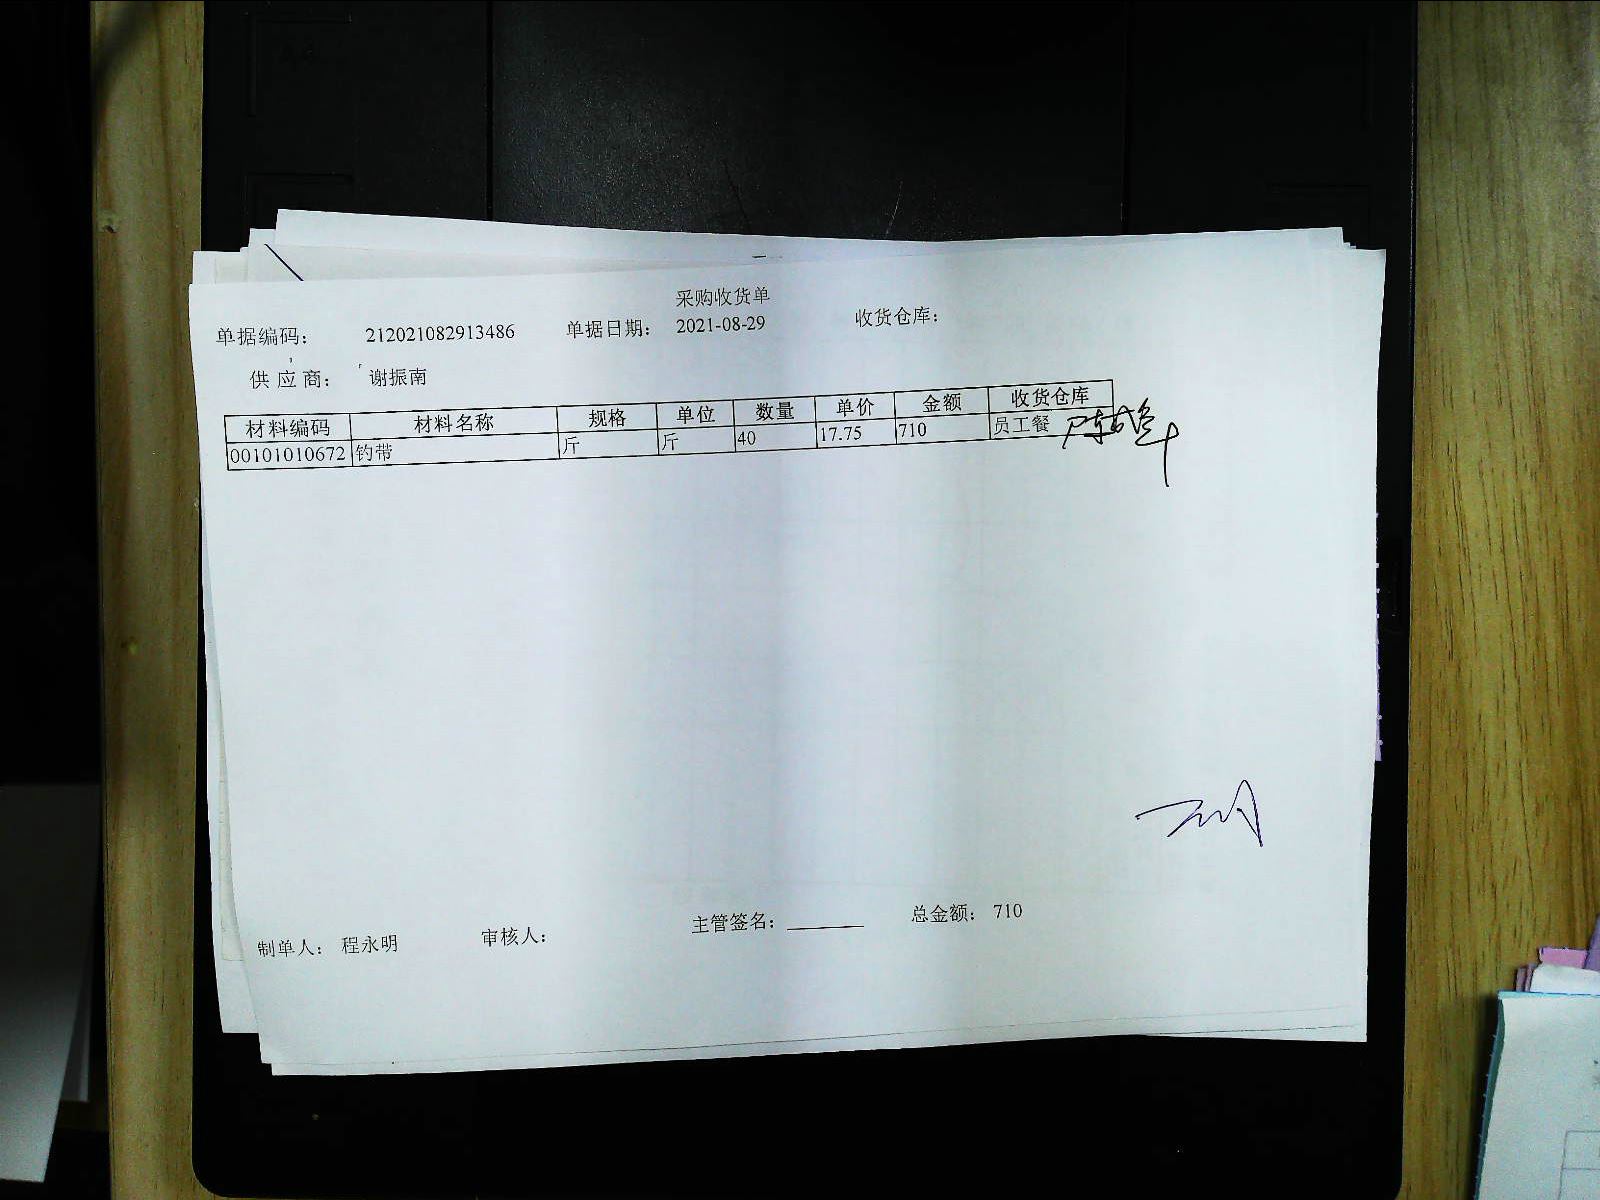 采购收货单
单据编码： 212021082913486 单据日期： 2021-08-29 收货仓库：
供应商： 谢振南
材料编码 材料名称 规格 单位 数量 单价 金额 收货仓库
00101010672 钓带 斤 斤 40 17.75 710 员工餐
制单人： 程永明 审核人： 主管签名： 总金额： 710